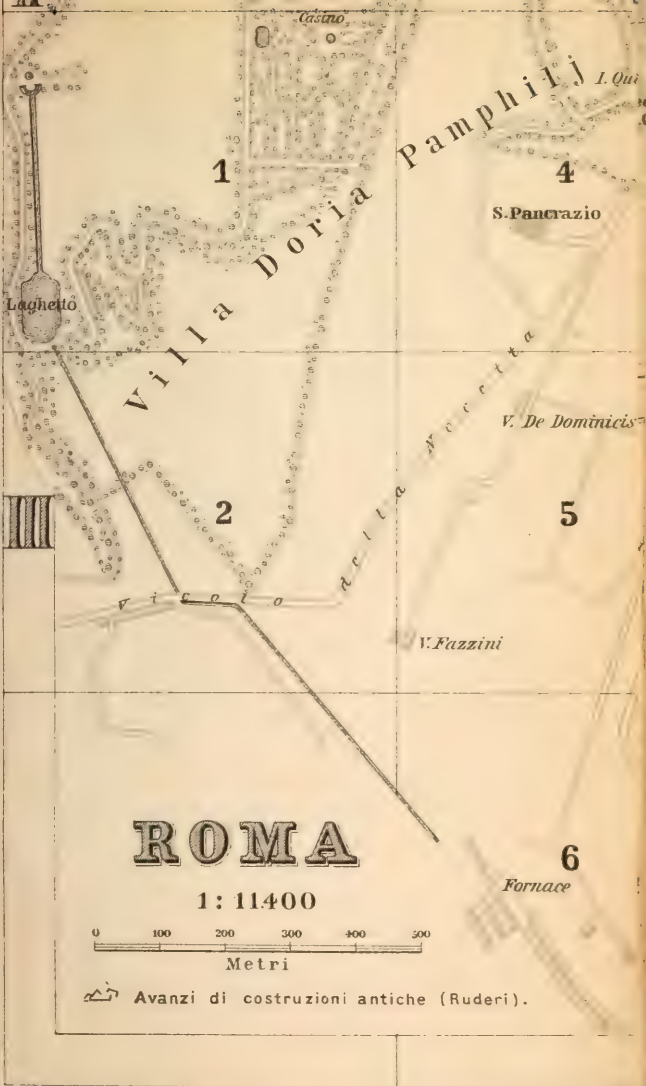 Casino
Villa Doria Pamphilj
1
4
S. Pancrazio
Laghetto
V. De Dominicis
2
5
Vicolo della Nocetta
V. Fazzini
ROMA
1:11400
6
Fornace
0 100 200 300 400 500
Metri
Avanzi di costruzioni antiche (Ruderi).